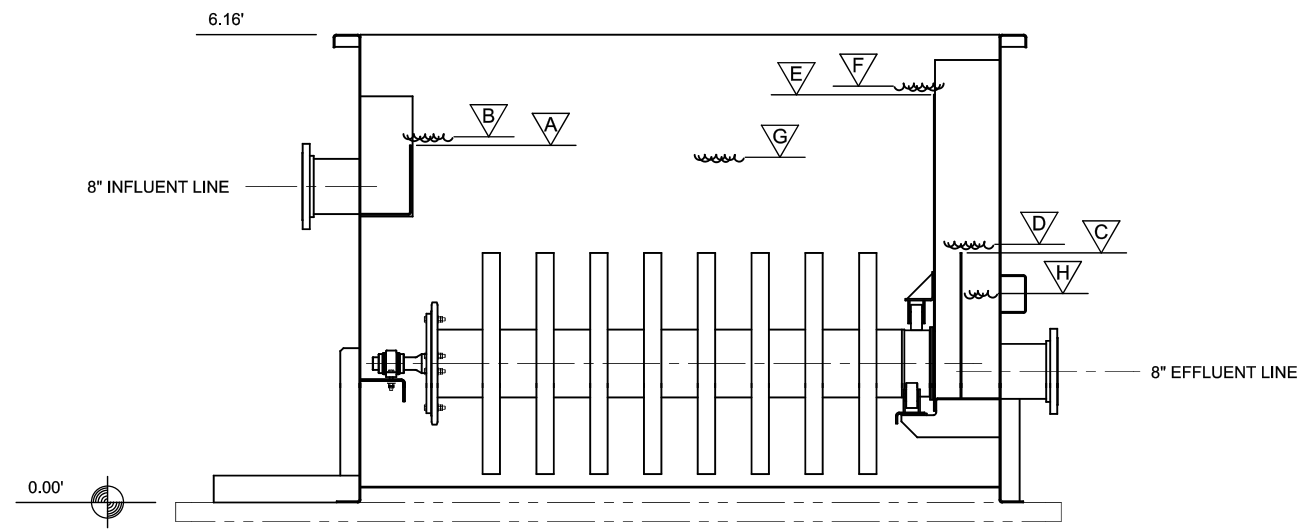 6.16'
F
E
B
A
G
8" INFLUENT LINE
D
C
H
8" EFFLUENT LINE
0.00'